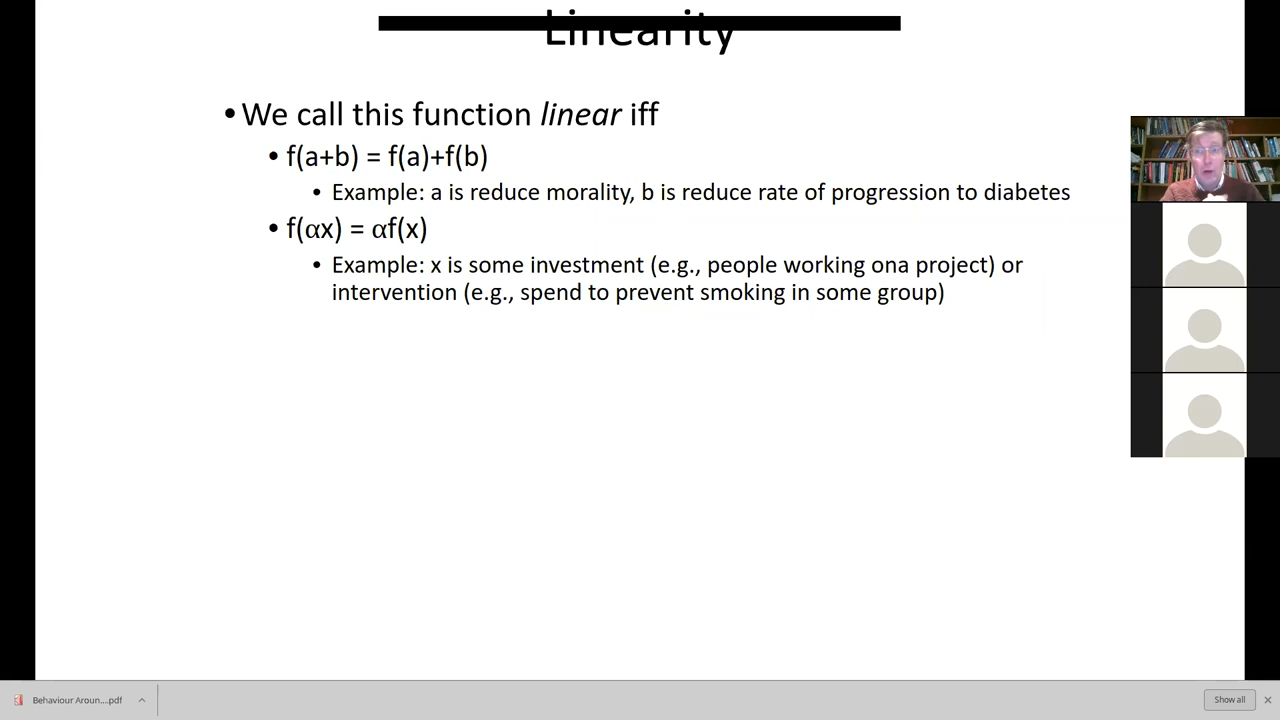 Linearity
• We call this function linear iff
• f(a+b) = f(a)+f(b)
• Example: a is reduce morality, b is reduce rate of progression to diabetes
• f(αx) = αf(x)
• Example: x is some investment (e.g., people working ona project) or
intervention (e.g., spend to prevent smoking in some group)
Behaviour Aroun....pdf
Show all